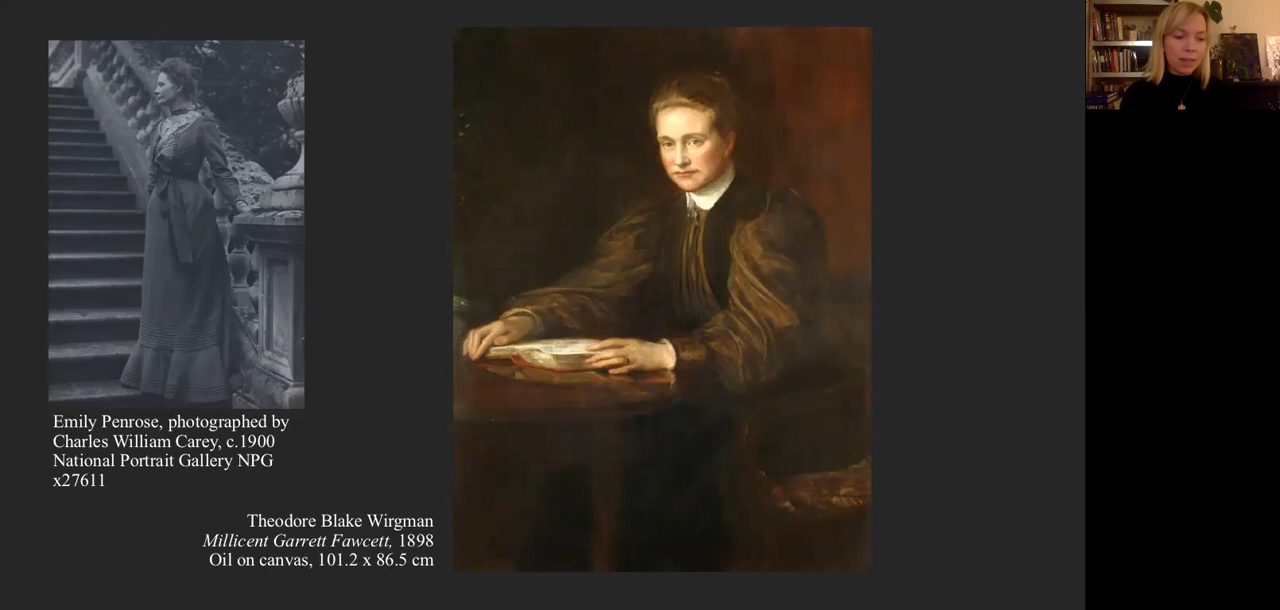 Emily Penrose, photographed by
Charles William Carey, c.1900
National Portrait Gallery NPG
x27611
Theodore Blake Wirgman
Millicent Garrett Fawcett, 1898
Oil on canvas, 101.2 x 86.5 cm